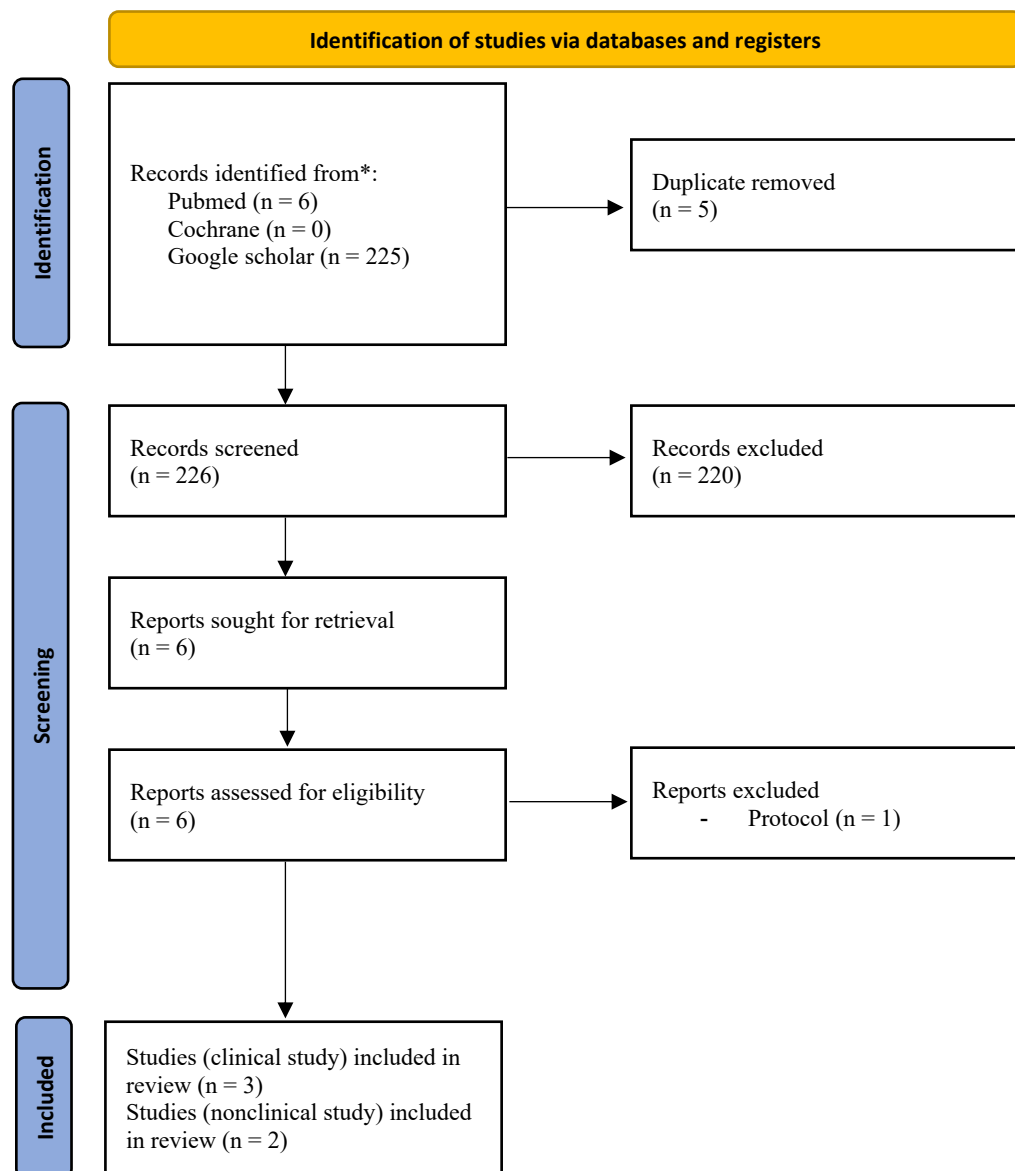 Identification of studies via databases and registers
Identification
Records identified from*:
Pubmed (n = 6)
Cochrane (n = 0)
Google scholar (n = 225)
Duplicate removed
(n = 5)
Screening
Records screened
(n = 226)
Records excluded
(n = 220)
Reports sought for retrieval
(n = 6)
Reports assessed for eligibility
(n = 6)
Reports excluded
- Protocol (n = 1)
Included
Studies (clinical study) included in
review (n = 3)
Studies (nonclinical study) included
in review (n = 2)